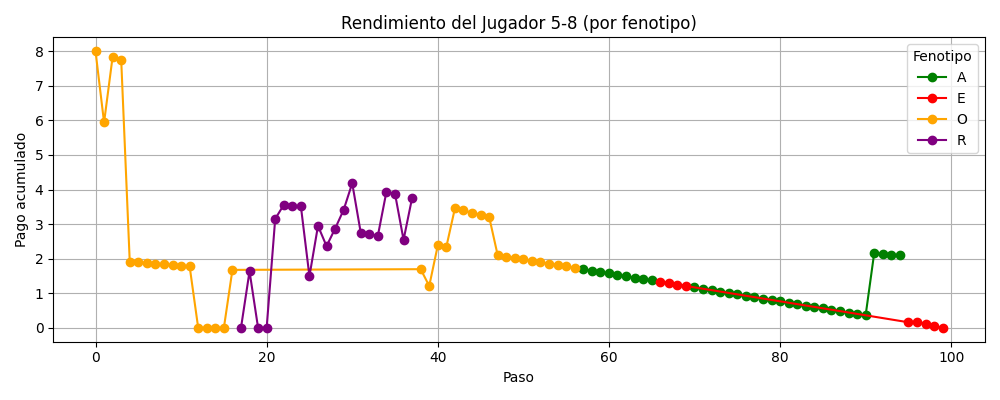 Rendimiento del Jugador 5-8 (por fenotipo)
Pago acumulado
8
7
6
5
4
3
2
1
0
0
20
40
60
80
100
Paso
Fenotipo
A
E
O
R